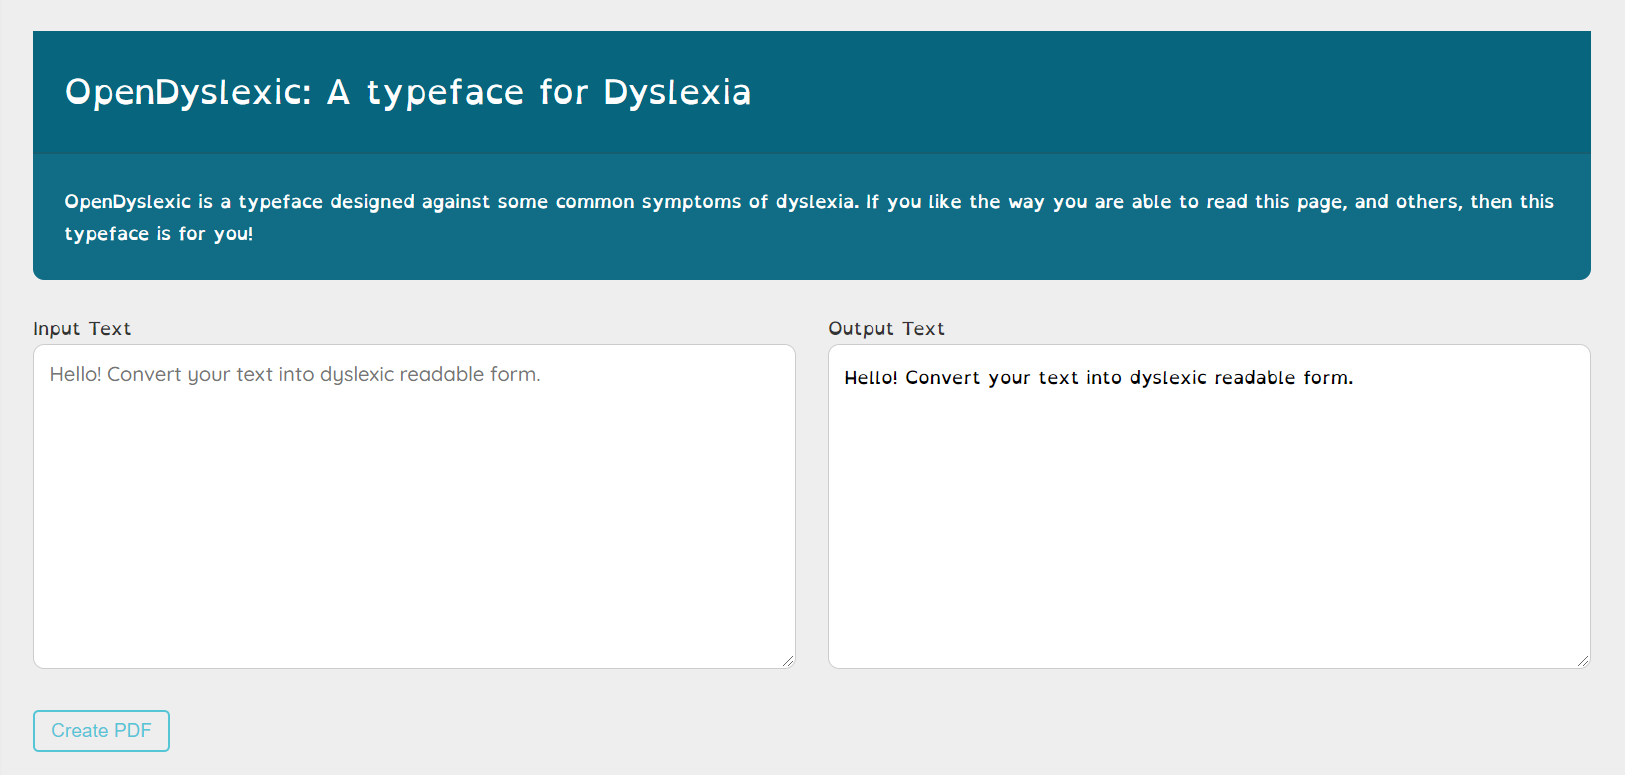 OpenDyslexic: A typeface for Dyslexia
OpenDyslexic is a typeface designed against some common symptoms of dyslexia. If you like the way you are able to read this page, and others, then this
typeface is for you!
Input Text
Hello! Convert your text into dyslexic readable form.
Output Text
Hello! Convert your text into dyslexic readable form.
Create PDF